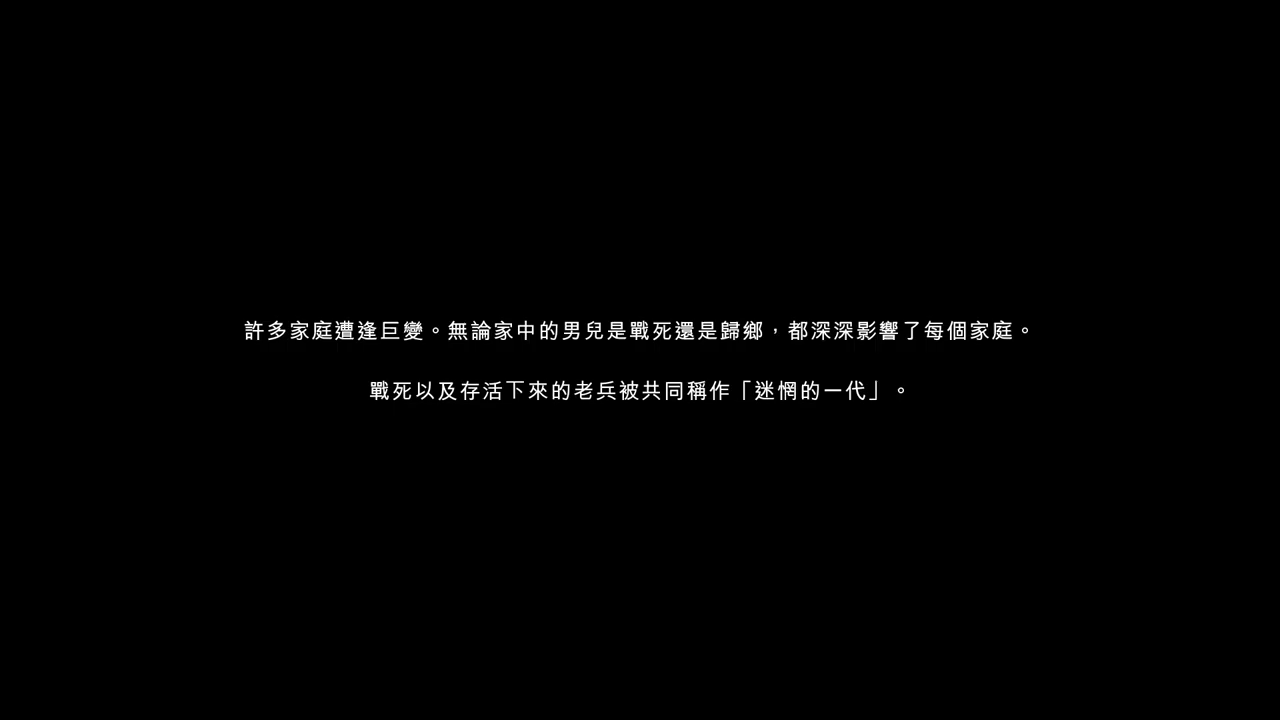 許多家庭遭逢巨變。無論家中的男兒是戰死還是歸鄉，都深深影響了每個家庭。
戰死以及存活下來的老兵被共同稱作「迷惘的一代」。